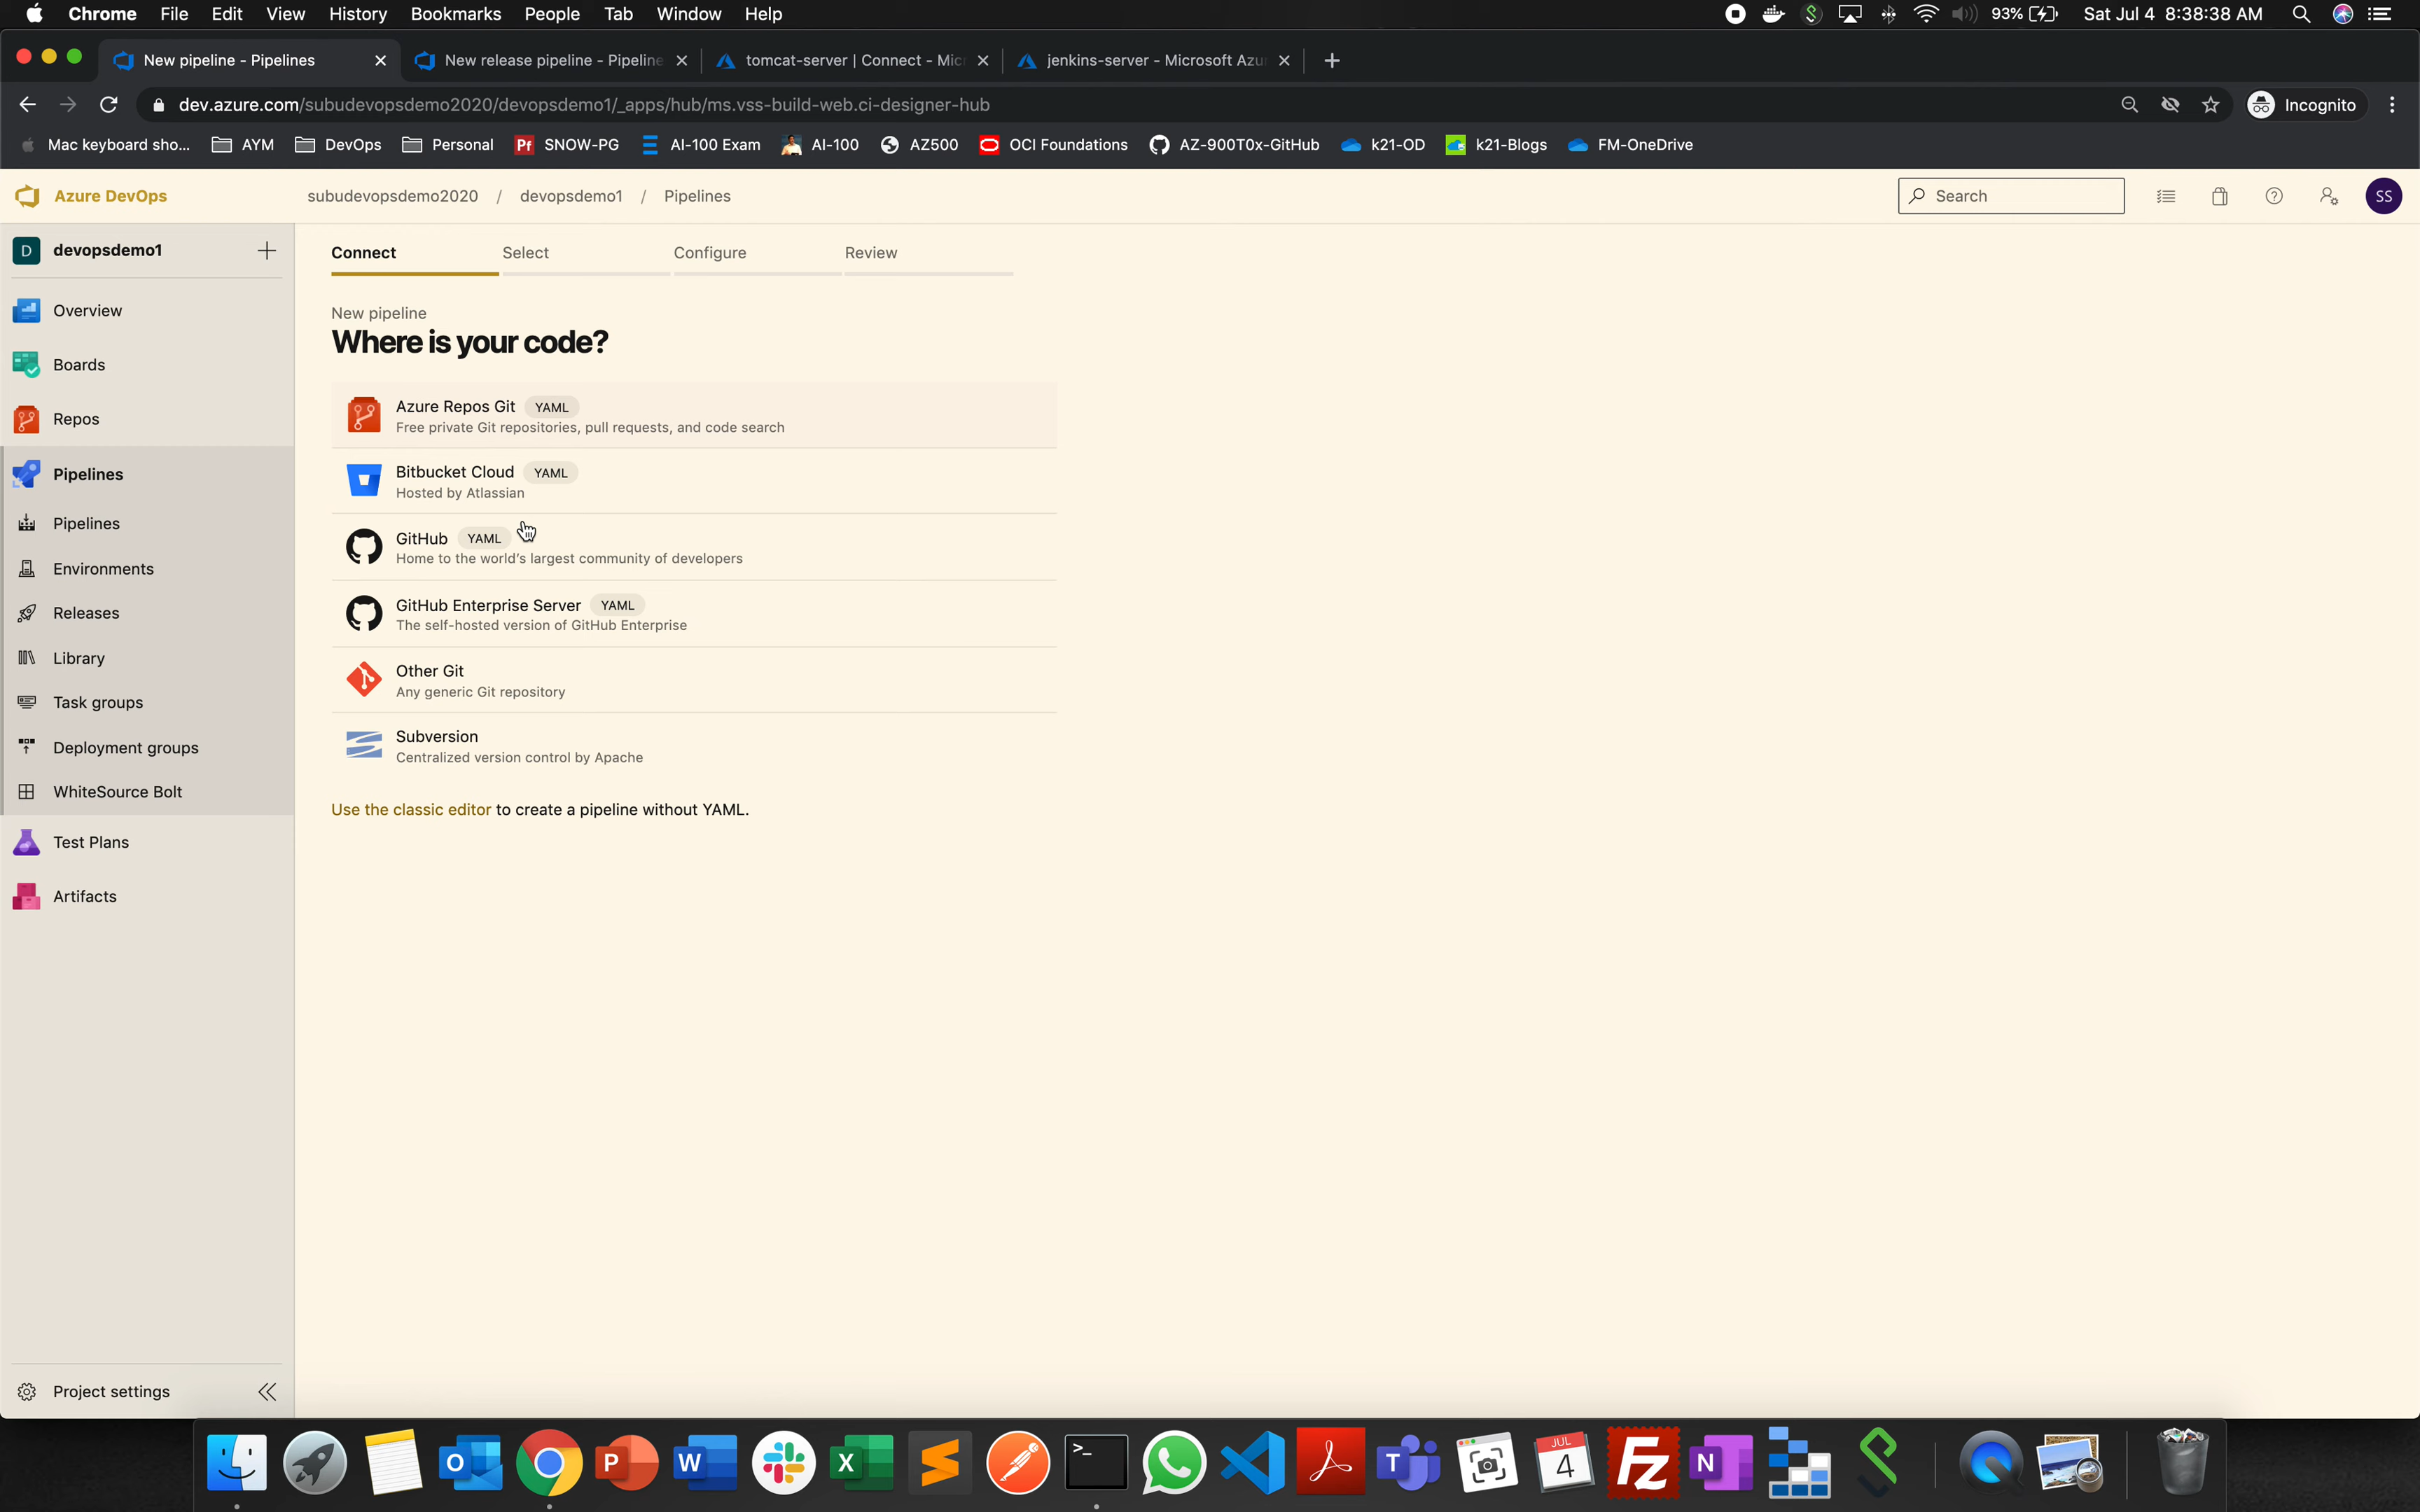 Chrome File Edit View History Bookmarks People Tab Window Help 93% Sat Jul 4 8:38:38 AM
New pipeline - Pipelines New release pipeline - Pipeline tomcat-server | Connect - Mic jenkins-server - Microsoft Azu
dev.azure.com/subudevopsdemo2020/devopsdemo1/_apps/hub/ms.vss-build-web.ci-designer-hub Incognito
Mac keyboard sho... AYM DevOps Personal Pf SNOW-PG AI-100 Exam AI-100 AZ500 OCI Foundations AZ-900T0x-GitHub k21-OD k21-Blogs FM-OneDrive
Azure DevOps subudevopsdemo2020 / devopsdemo1 / Pipelines Search SS
D devopsdemo1
Overview
Boards
Repos
Pipelines
Pipelines
Environments
Releases
Library
Task groups
Deployment groups
WhiteSource Bolt
Test Plans
Artifacts
Project settings
Connect Select Configure Review
New pipeline
Where is your code?
Azure Repos Git YAML
Free private Git repositories, pull requests, and code search
Bitbucket Cloud YAML
Hosted by Atlassian
GitHub YAML
Home to the world's largest community of developers
GitHub Enterprise Server YAML
The self-hosted version of GitHub Enterprise
Other Git
Any generic Git repository
Subversion
Centralized version control by Apache
Use the classic editor to create a pipeline without YAML.
O P W X >_ T JUL 4 Fz N